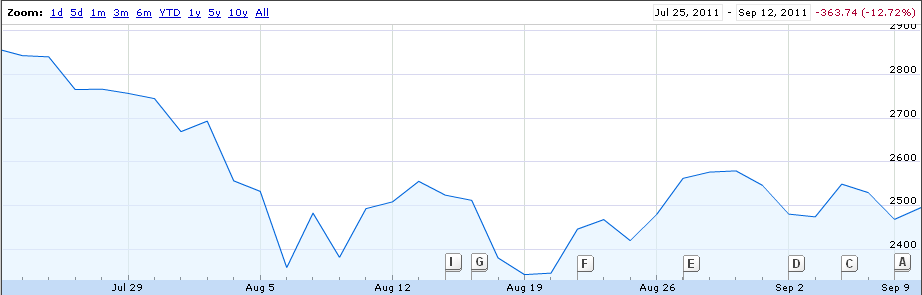 Zoom: 1d 5d 1m 3m 6m YTD 1y 5y 10y All Jul 25, 2011 - Sep 12, 2011 -363.74 (-12.72%)
2900
2800
2700
2600
2500
2400
I G F E D C A
Jul 29 Aug 5 Aug 12 Aug 19 Aug 26 Sep 2 Sep 9